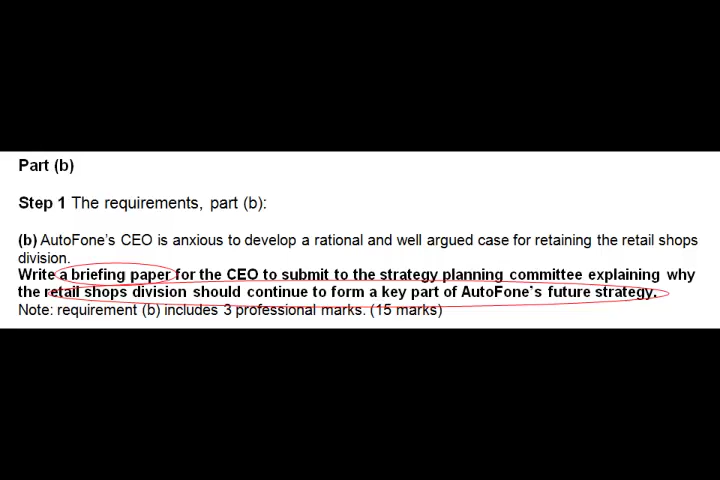 Part (b)
Step 1 The requirements, part (b):
(b) AutoFone's CEO is anxious to develop a rational and well argued case for retaining the retail shops
division.
Write a briefing paper for the CEO to submit to the strategy planning committee explaining why
the retail shops division should continue to form a key part of AutoFone's future strategy.
Note: requirement (b) includes 3 professional marks. (15 marks)